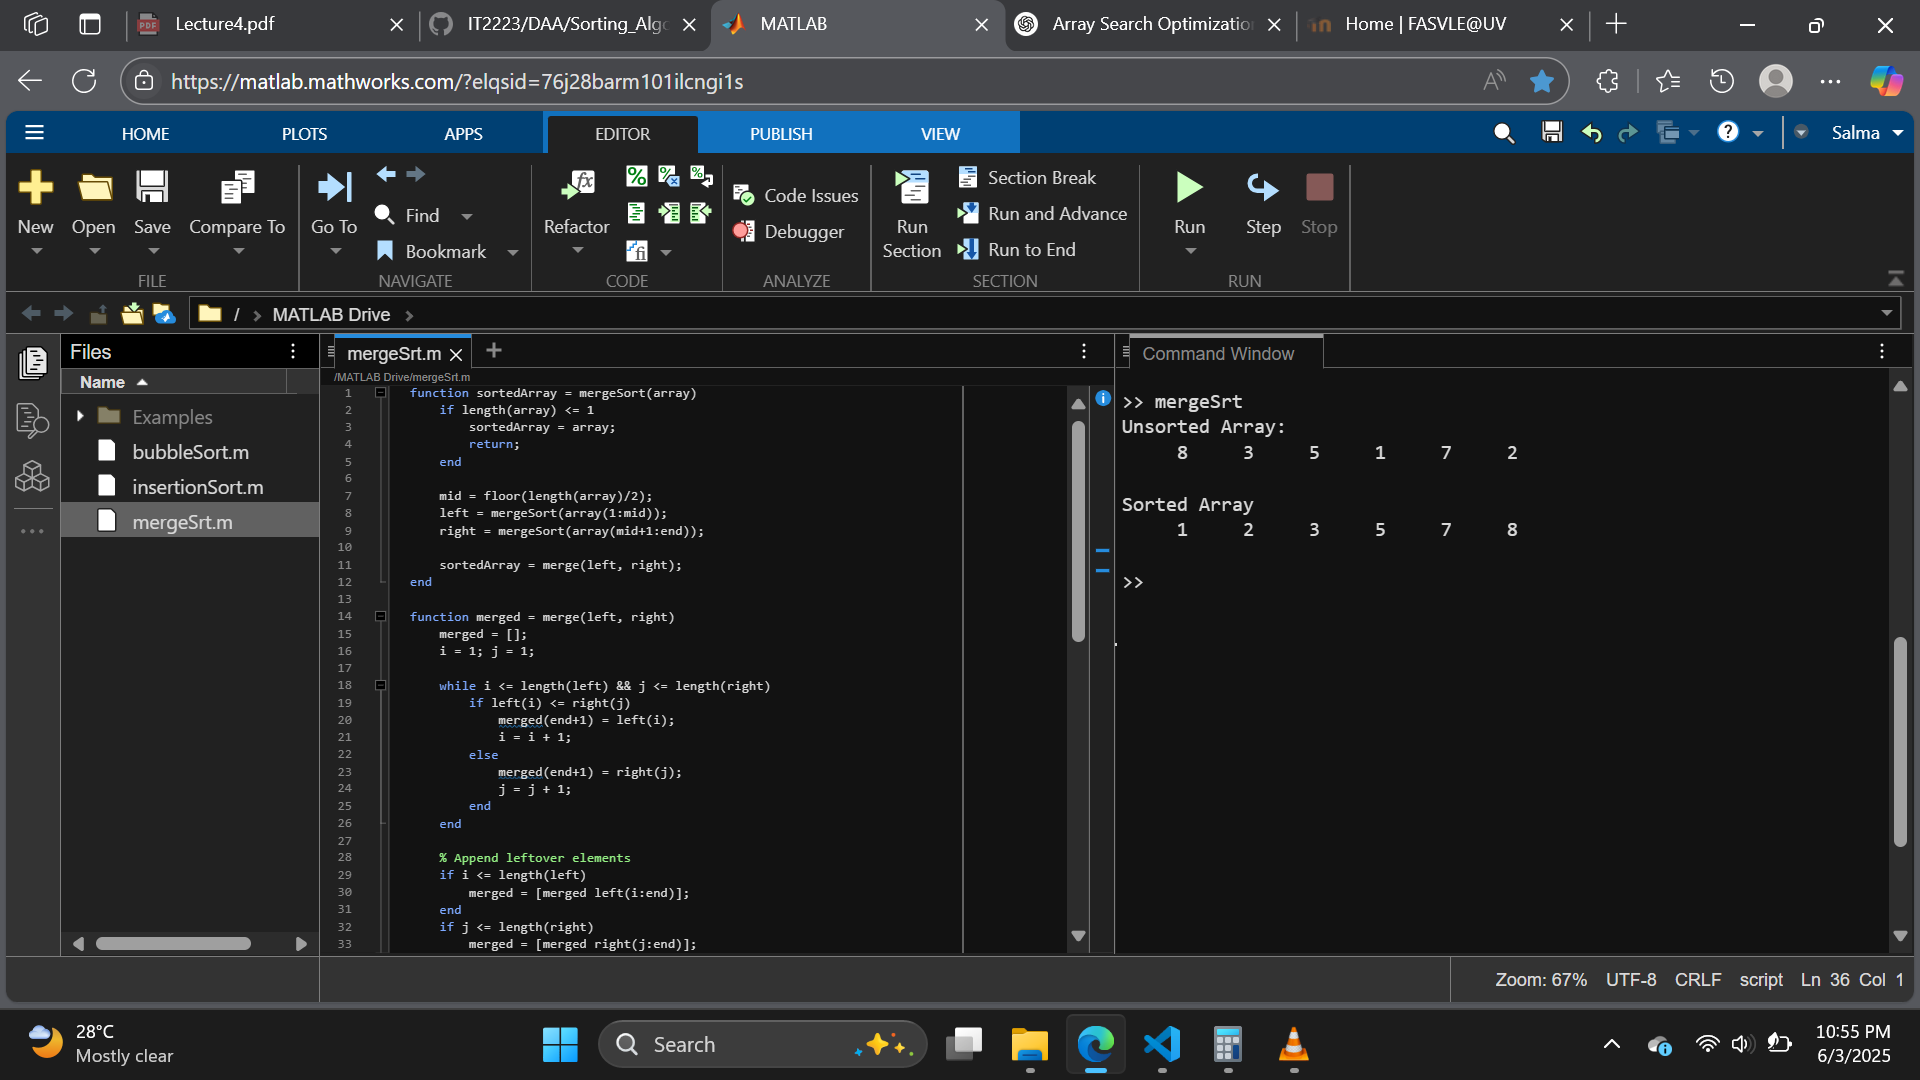 Lecture4.pdf
IT2223/DAA/Sorting_Algo
MATLAB
Array Search Optimization
Home | FASVLE@UV
https://matlab.mathworks.com/?elqsid=76j28barm101ilcngi1s
HOME PLOTS APPS EDITOR PUBLISH VIEW
Salma
New Open Save Compare To
FILE
Go To
Find
Bookmark
NAVIGATE
Refactor
CODE
Code Issues
Debugger
ANALYZE
Run Section
Section Break
Run and Advance
Run to End
SECTION
Run Step Stop
RUN
/ MATLAB Drive
Files
Name
Examples
bubbleSort.m
insertionSort.m
mergeSrt.m
mergeSrt.m
/MATLAB Drive/mergeSrt.m
1 function sortedArray = mergeSort(array)
2 if length(array) <= 1
3 sortedArray = array;
4 return;
5 end
6
7 mid = floor(length(array)/2);
8 left = mergeSort(array(1:mid));
9 right = mergeSort(array(mid+1:end));
10
11 sortedArray = merge(left, right);
12 end
13
14 function merged = merge(left, right)
15 merged = [];
16 i = 1; j = 1;
17
18 while i <= length(left) && j <= length(right)
19 if left(i) <= right(j)
20 merged(end+1) = left(i);
21 i = i + 1;
22 else
23 merged(end+1) = right(j);
24 j = j + 1;
25 end
26 end
27
28 % Append leftover elements
29 if i <= length(left)
30 merged = [merged left(i:end)];
31 end
32 if j <= length(right)
33 merged = [merged right(j:end)];
Command Window
>> mergeSrt
Unsorted Array:
8 3 5 1 7 2
Sorted Array
1 2 3 5 7 8
>>
Zoom: 67% UTF-8 CRLF script Ln 36 Col 1
28°C
Mostly clear
Search
10:55 PM
6/3/2025